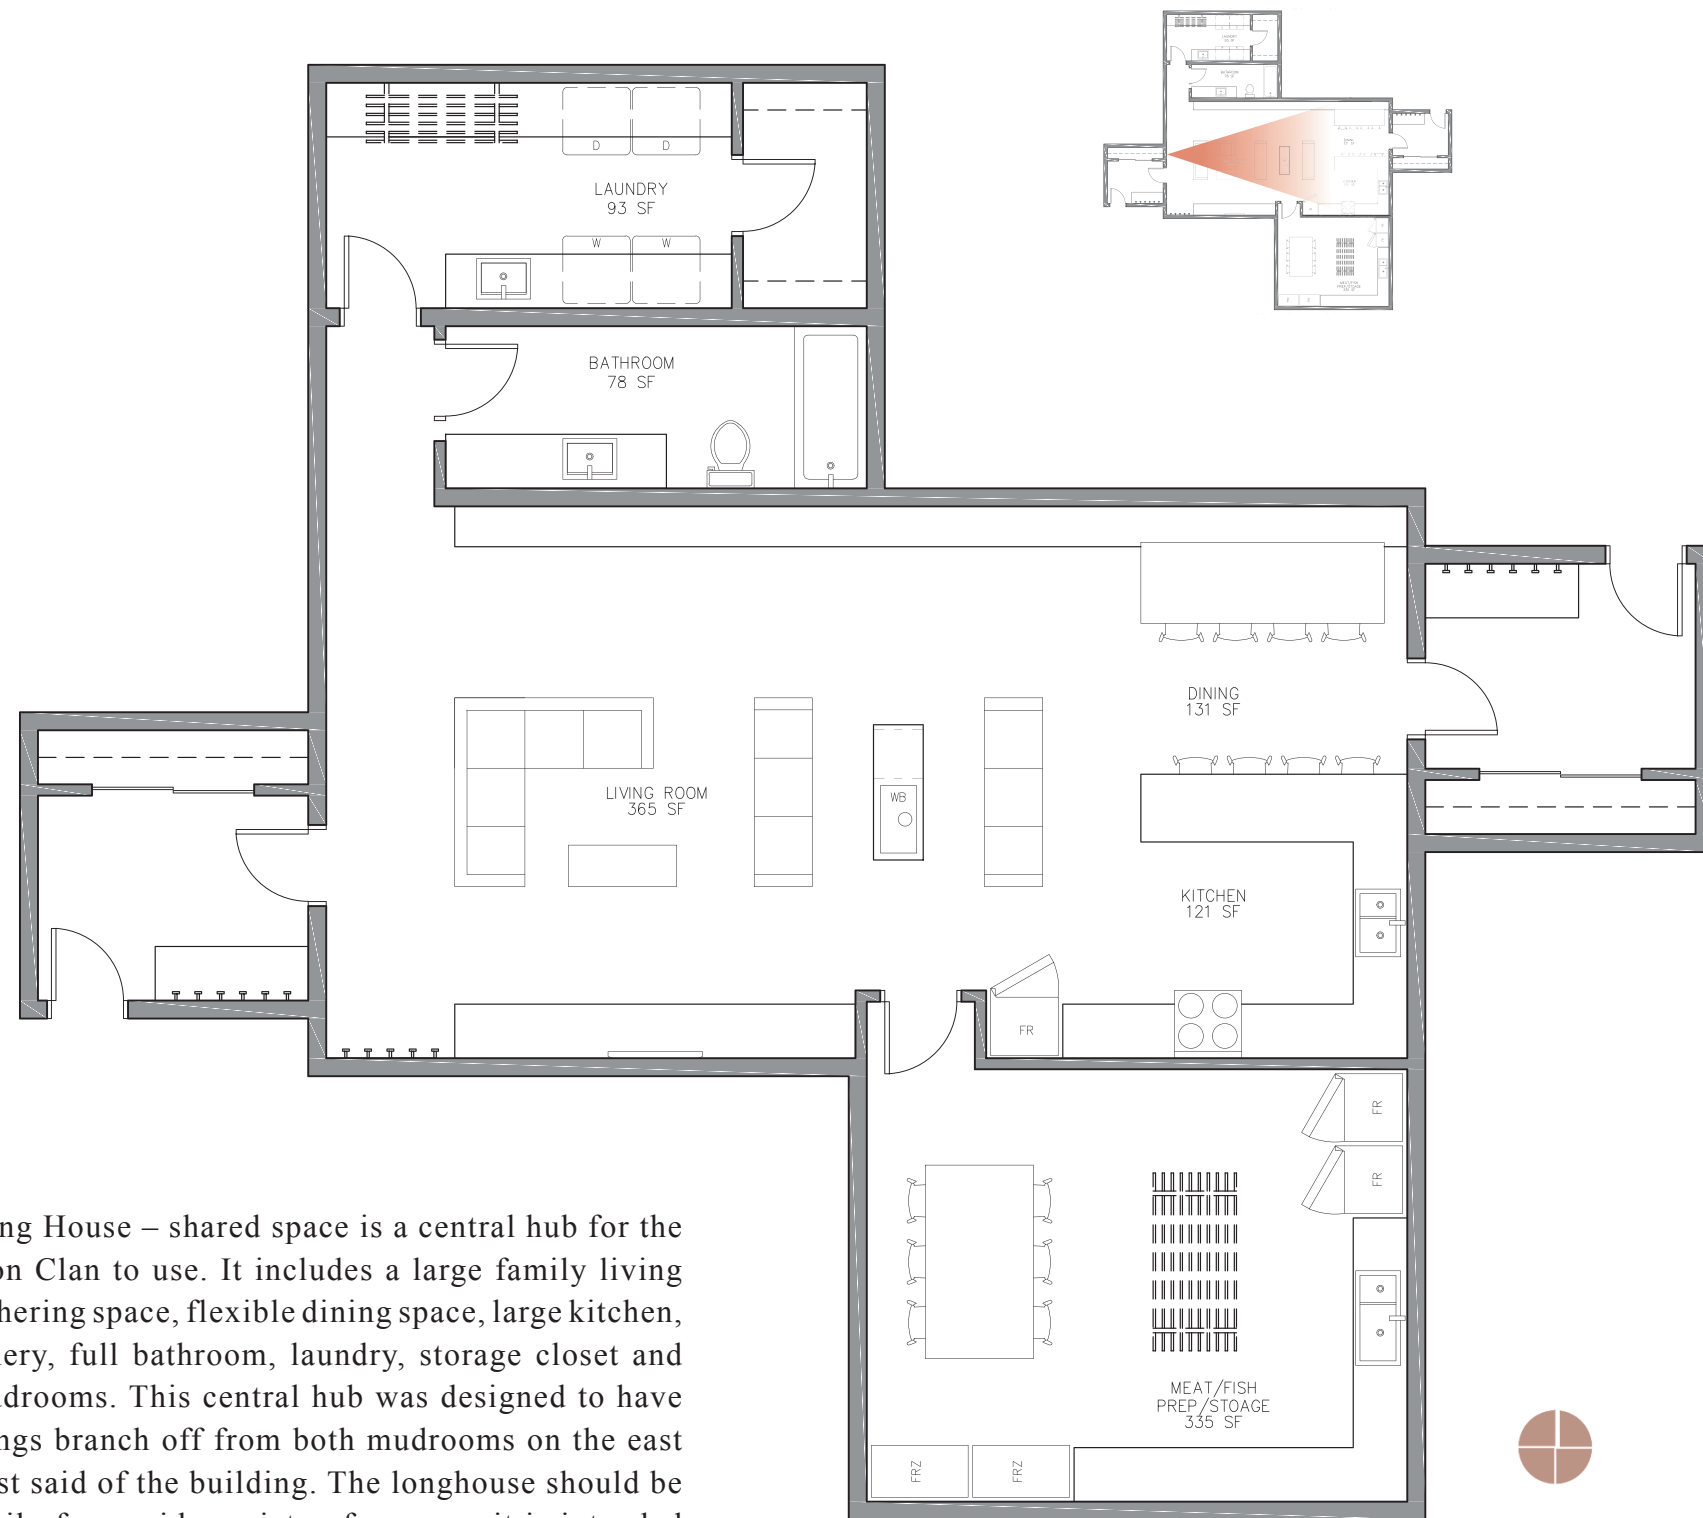 D D
LAUNDRY
93 SF
W W
BATHROOM
78 SF
DINING
131 SF
LIVING ROOM
365 SF
WB
KITCHEN
121 SF
FR
FR
FR
MEAT/FISH
PREP/STOAGE
335 SF
FRZ FRZ
ng House – shared space is a central hub for the
on Clan to use. It includes a large family living
hering space, flexible dining space, large kitchen,
ery, full bathroom, laundry, storage closet and
drooms. This central hub was designed to have
ngs branch off from both mudrooms on the east
st said of the building. The longhouse should be